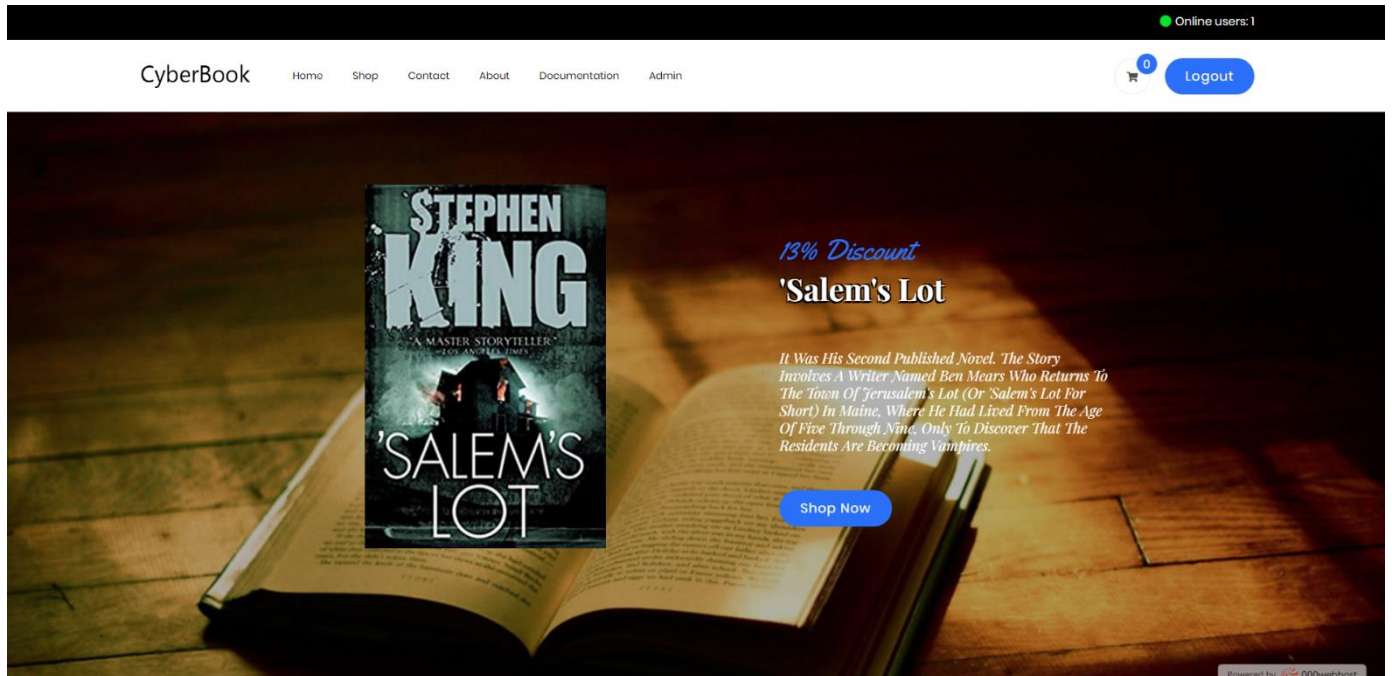 Online users: 1
CyberBook
Home
Shop
Contact
About
Documentation
Admin
0
Logout
STEPHEN
KING
"A MASTER STORYTELLER."
—LOS ANGELES TIMES
'SALEM'S
LOT
13% Discount
'Salem's Lot
It Was His Second Published Novel. The Story
Involves A Writer Named Ben Mears Who Returns To
The Town Of Jerusalem's Lot (Or 'Salem's Lot For
Short) In Maine, Where He Had Lived From The Age
Of Five Through Nine, Only To Discover That The
Residents Are Becoming Vampires.
Shop Now
Powered by 000webhost